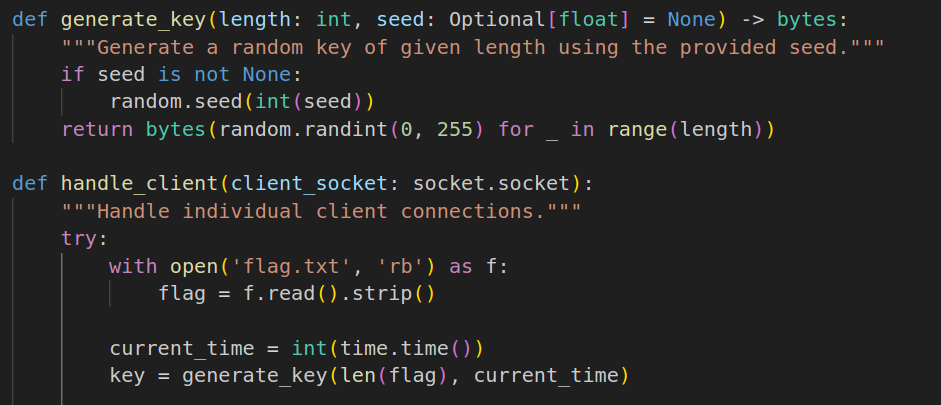 def generate_key(length: int, seed: Optional[float] = None) -> bytes:
    """Generate a random key of given length using the provided seed."""
    if seed is not None:
        random.seed(int(seed))
    return bytes(random.randint(0, 255) for _ in range(length))

def handle_client(client_socket: socket.socket):
    """Handle individual client connections."""
    try:
        with open('flag.txt', 'rb') as f:
            flag = f.read().strip()

        current_time = int(time.time())
        key = generate_key(len(flag), current_time)